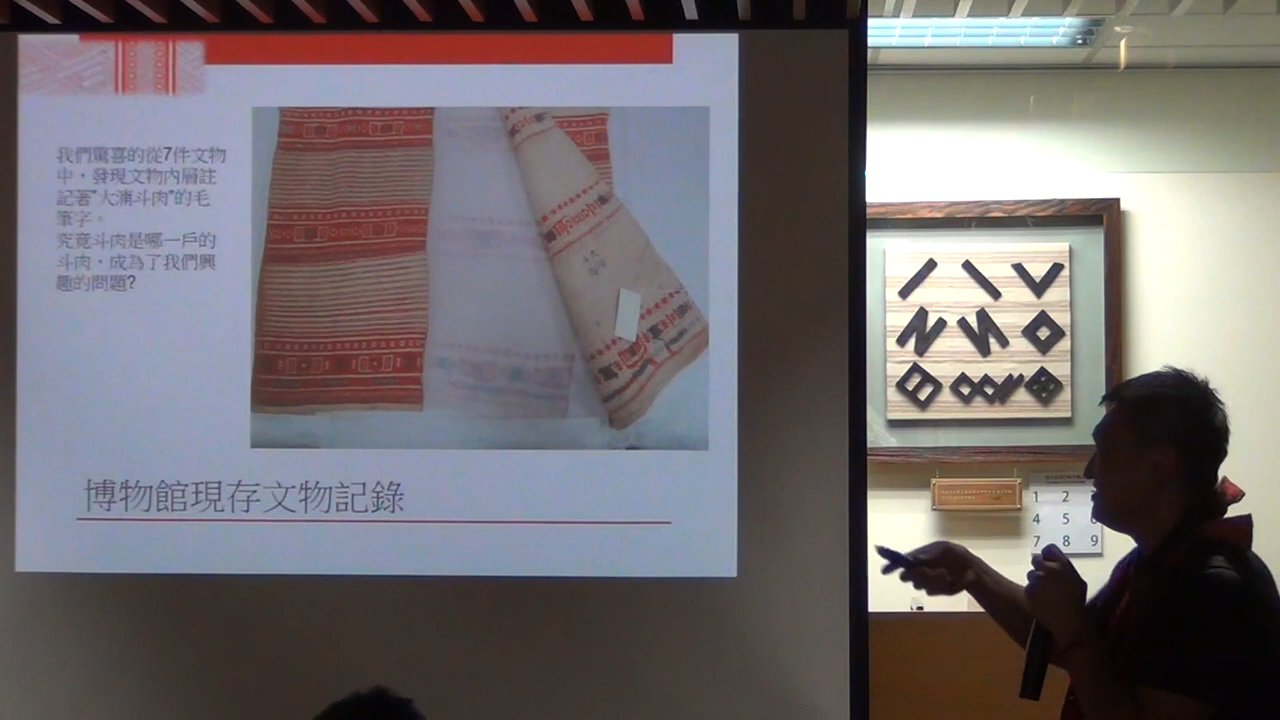 我們驚喜的從7件文物
中，發現文物內層註
記著"大湳斗肉"的毛
筆字。
究竟斗肉是哪一戶的
斗肉，成為了我們興
趣的問題?
博物館現存文物記錄
1 2
4 5 6
7 8 9